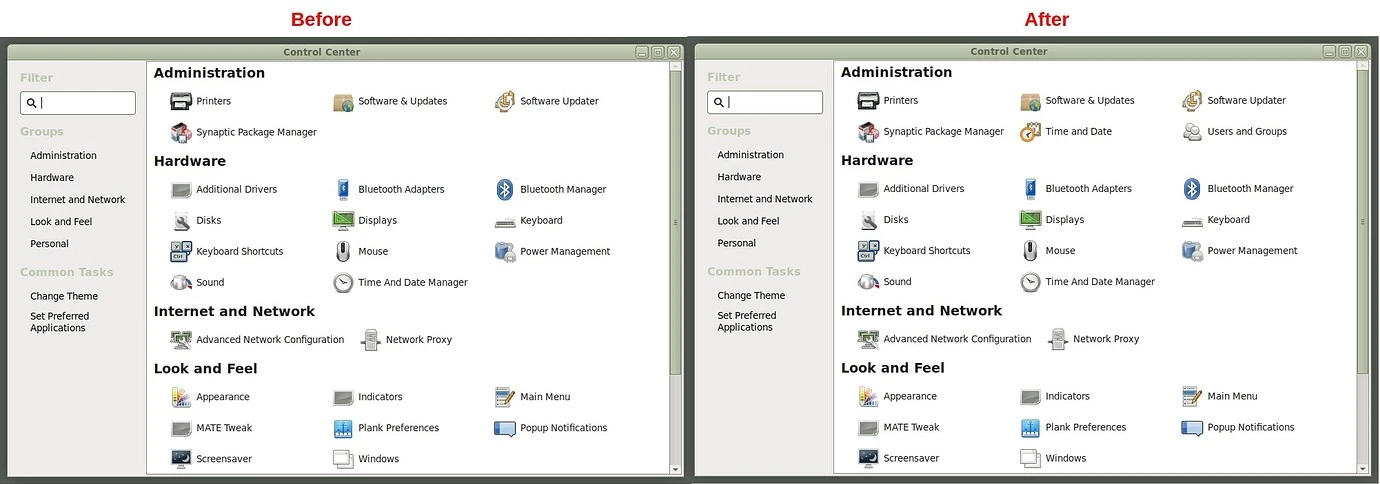 Before
Control Center
Filter
Groups
Administration
Hardware
Internet and Network
Look and Feel
Personal
Common Tasks
Change Theme
Set Preferred
Applications
Administration
Printers
Software & Updates
Software Updater
Synaptic Package Manager
Hardware
Additional Drivers
Bluetooth Adapters
Bluetooth Manager
Disks
Displays
Keyboard
Keyboard Shortcuts
Mouse
Power Management
Sound
Time And Date Manager
Internet and Network
Advanced Network Configuration
Network Proxy
Look and Feel
Appearance
Indicators
Main Menu
MATE Tweak
Plank Preferences
Popup Notifications
Screensaver
Windows
After
Control Center
Filter
Groups
Administration
Hardware
Internet and Network
Look and Feel
Personal
Common Tasks
Change Theme
Set Preferred
Applications
Administration
Printers
Software & Updates
Software Updater
Synaptic Package Manager
Time and Date
Users and Groups
Hardware
Additional Drivers
Bluetooth Adapters
Bluetooth Manager
Disks
Displays
Keyboard
Keyboard Shortcuts
Mouse
Power Management
Sound
Time And Date Manager
Internet and Network
Advanced Network Configuration
Network Proxy
Look and Feel
Appearance
Indicators
Main Menu
MATE Tweak
Plank Preferences
Popup Notifications
Screensaver
Windows